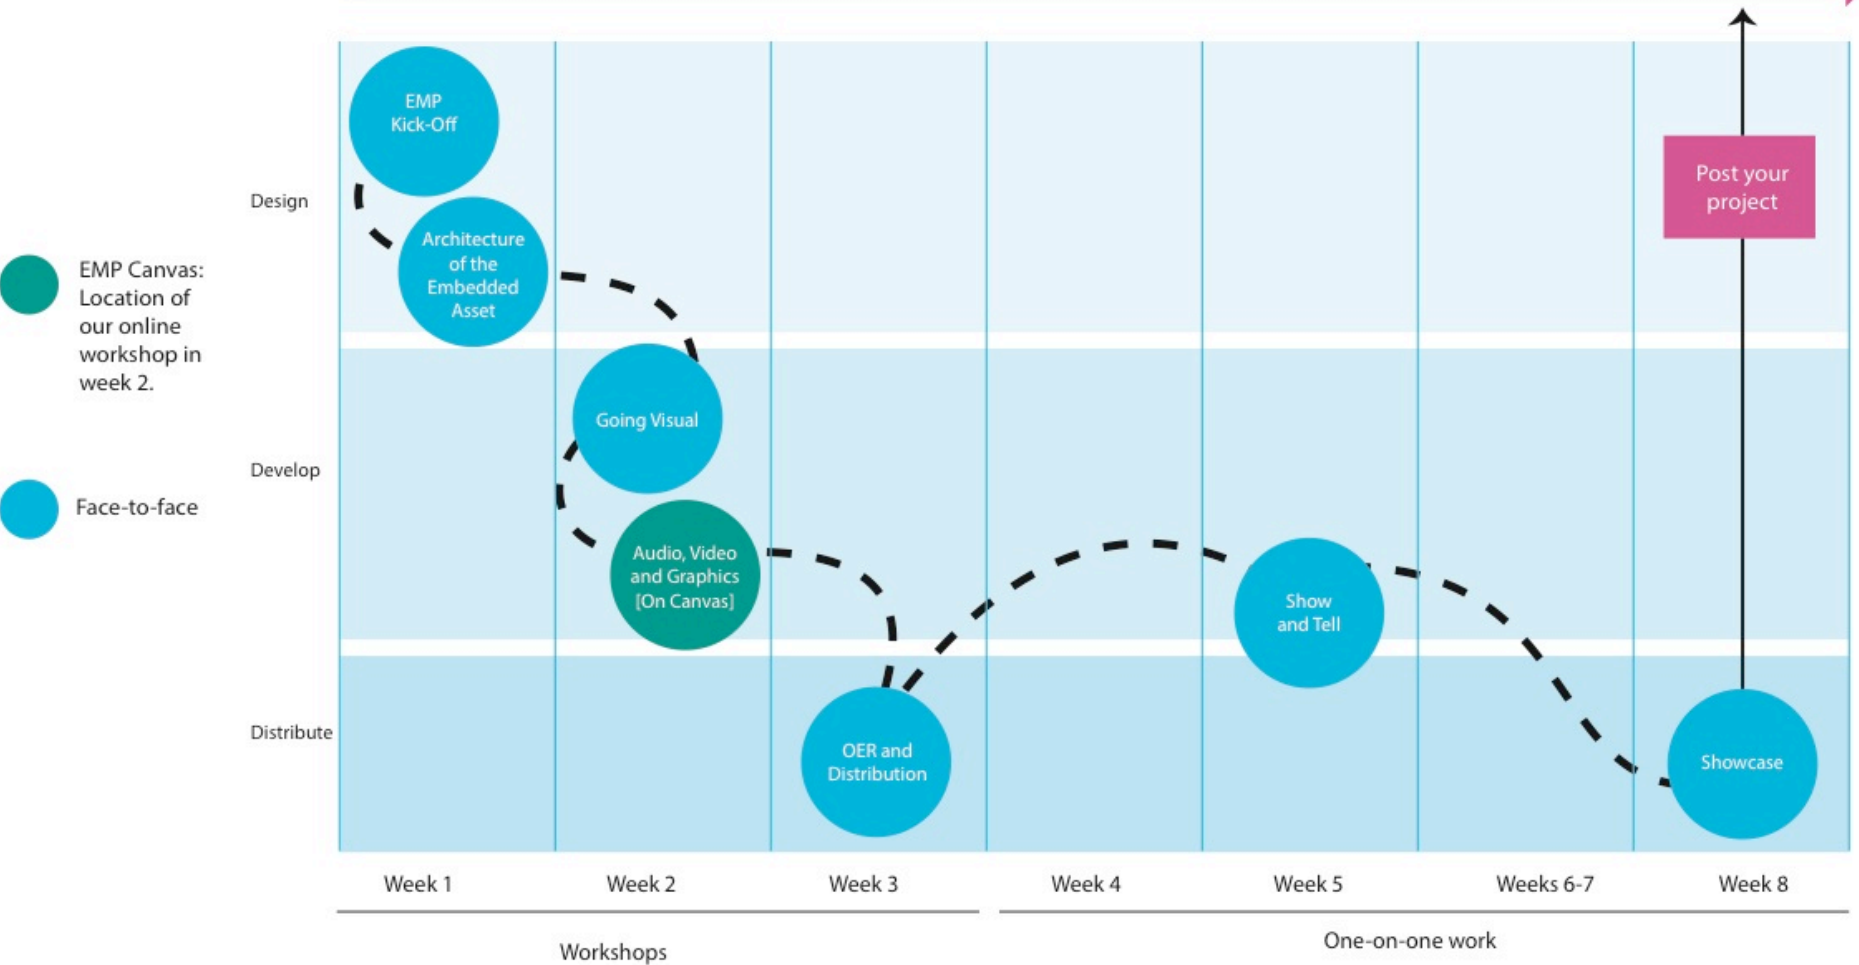 EMP
Kick-Off
Design
Architecture
of the
Embedded
Asset
Post your
project
EMP Canvas:
Location of
our online
workshop in
week 2.
Going Visual
Develop
Face-to-face
Audio, Video
and Graphics
[On Canvas]
Show
and Tell
Distribute
OER and
Distribution
Showcase
Week 1
Week 2
Week 3
Week 4
Week 5
Weeks 6-7
Week 8
Workshops
One-on-one work